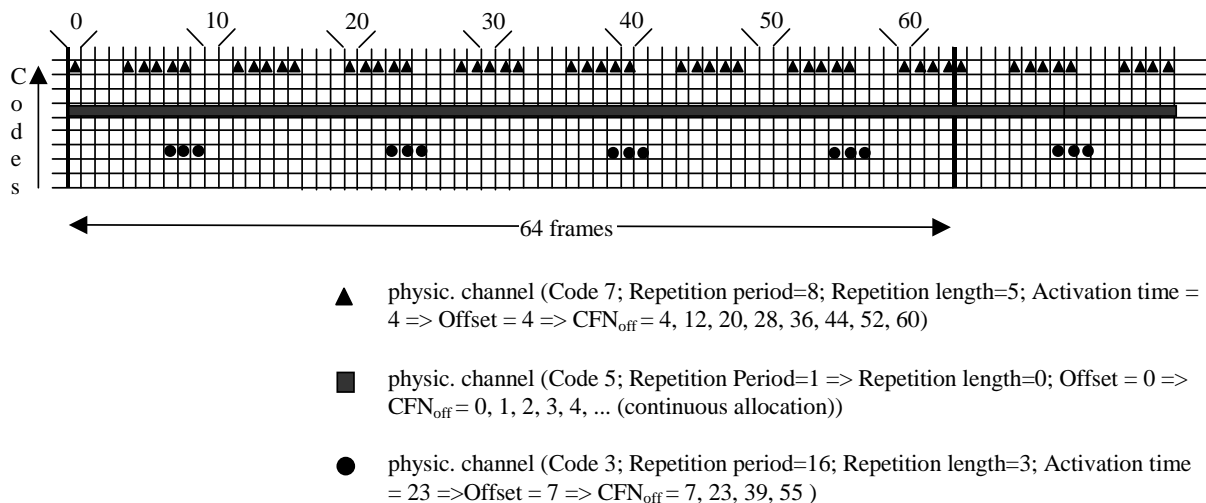 0 10 20 30 40 50 60
C
o
d
e
s
64 frames
physic. channel (Code 7; Repetition period=8; Repetition length=5; Activation time =
4 => Offset = 4 => CFNoff = 4, 12, 20, 28, 36, 44, 52, 60)
physic. channel (Code 5; Repetition Period=1 => Repetition length=0; Offset = 0 =>
CFNoff = 0, 1, 2, 3, 4, ... (continuous allocation))
physic. channel (Code 3; Repetition period=16; Repetition length=3; Activation time
= 23 =>Offset = 7 => CFNoff = 7, 23, 39, 55 )